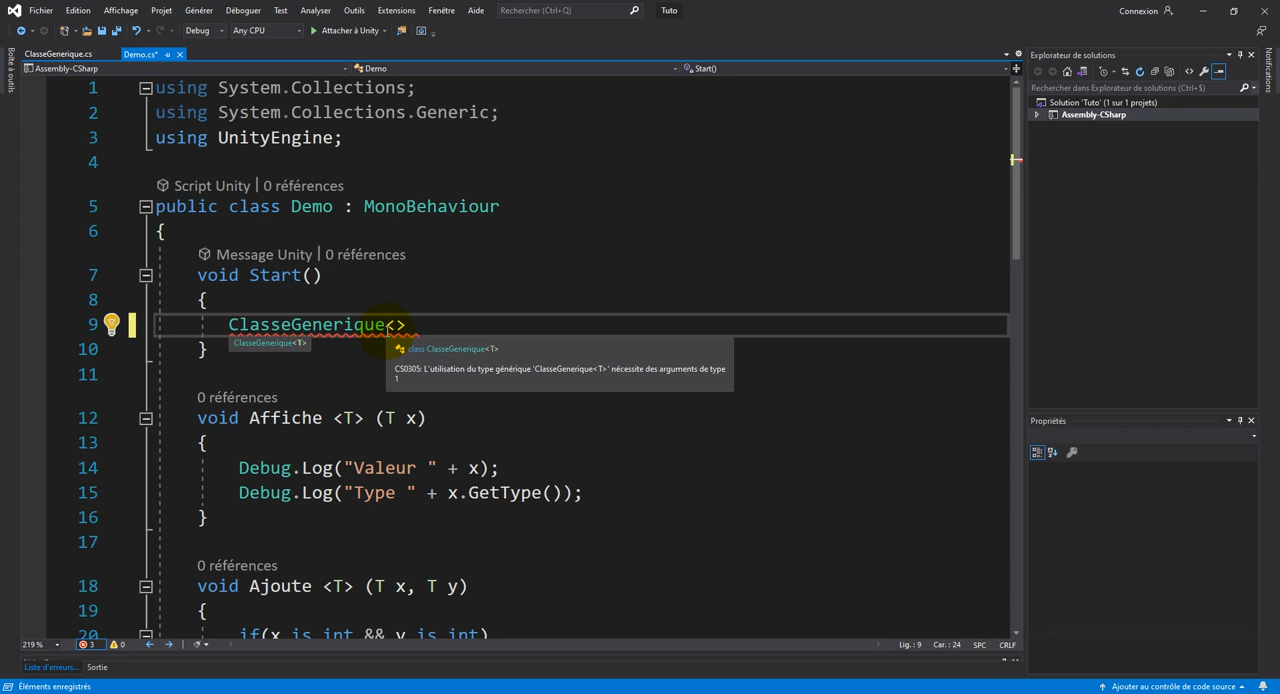 Fichier Edition Affichage Projet Générer Déboguer Test Analyser Outils Extensions Fenêtre Aide Rechercher (Ctrl+Q) Tuto Connexion
Debug Any CPU Attacher à Unity
ClasseGenerique.cs Demo.cs*
Explorateur de solutions
Boîte à outils
Notifications
Assembly-CSharp Demo Start()
Rechercher dans Explorateur de solutions (Ctrl+$)
Solution 'Tuto' (1 sur 1 projets)
Assembly-CSharp
1 using System.Collections;
2 using System.Collections.Generic;
3 using UnityEngine;
4
Script Unity | 0 références
5 public class Demo : MonoBehaviour
6 {
Message Unity | 0 références
7 void Start()
8 {
9 ClasseGenerique<>
ClasseGenerique<T>
class ClasseGenerique<T>
CS0305: L'utilisation du type générique 'ClasseGenerique<T>' nécessite des arguments de type
1
10 }
11
0 références
12 void Affiche <T> (T x)
13 {
14 Debug.Log("Valeur " + x);
15 Debug.Log("Type " + x.GetType());
16 }
17
0 références
18 void Ajoute <T> (T x, T y)
19 {
20 if(x is int && y is int)
Propriétés
219 % 3 0 Lig. : 9 Car. : 24 SPC CRLF
Liste d'erreurs... Sortie
Éléments enregistrés Ajouter au contrôle de code source